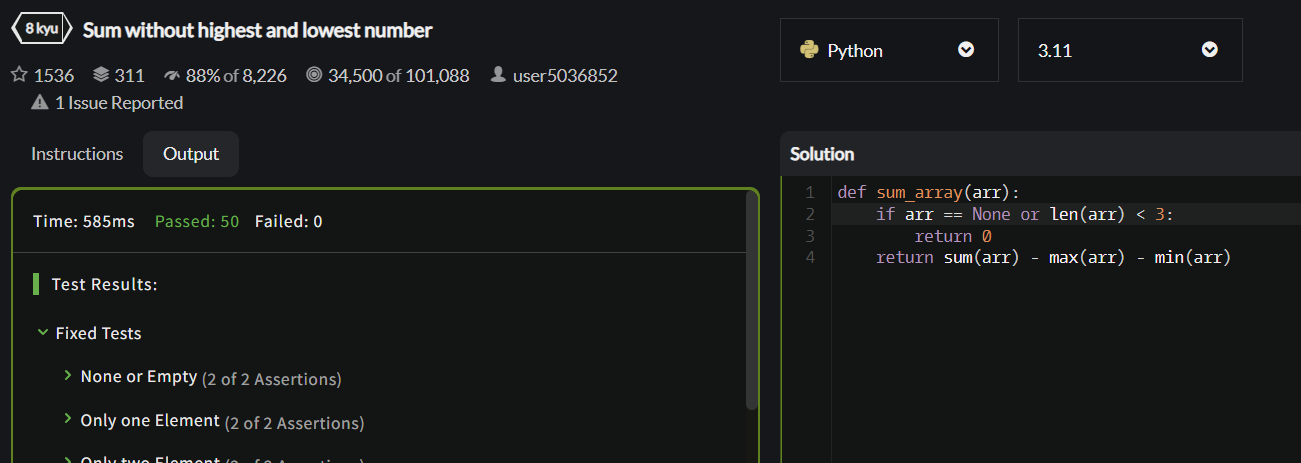 8 kyu Sum without highest and lowest number
1536 311 88% of 8,226 34,500 of 101,088 user5036852
1 Issue Reported
Python
3.11
Instructions Output
Time: 585ms Passed: 50 Failed: 0
Test Results:
Fixed Tests
None or Empty (2 of 2 Assertions)
Only one Element (2 of 2 Assertions)
Only two Element
Solution
1 def sum_array(arr):
2     if arr == None or len(arr) < 3:
3         return 0
4     return sum(arr) - max(arr) - min(arr)